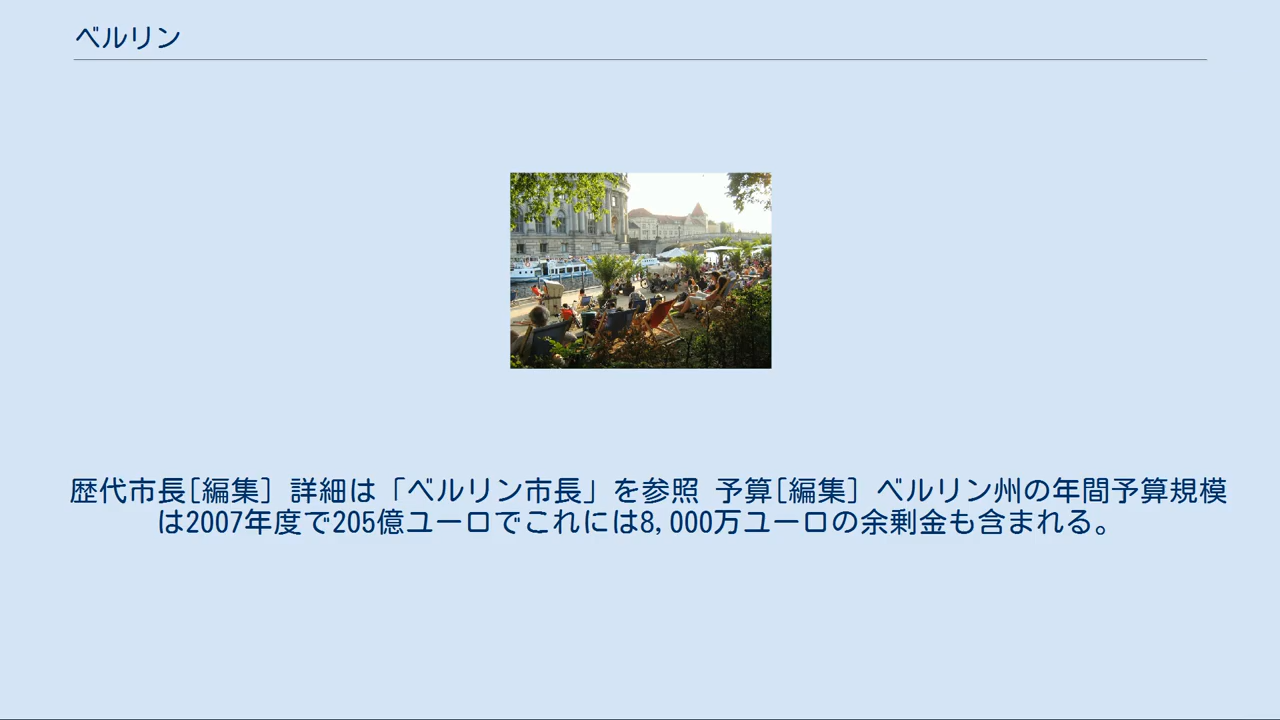 ベルリン
歴代市長[編集] 詳細は「ベルリン市長」を参照 予算[編集] ベルリン州の年間予算規模
は2007年度で205億ユーロでこれには8,000万ユーロの余剰金も含まれる。